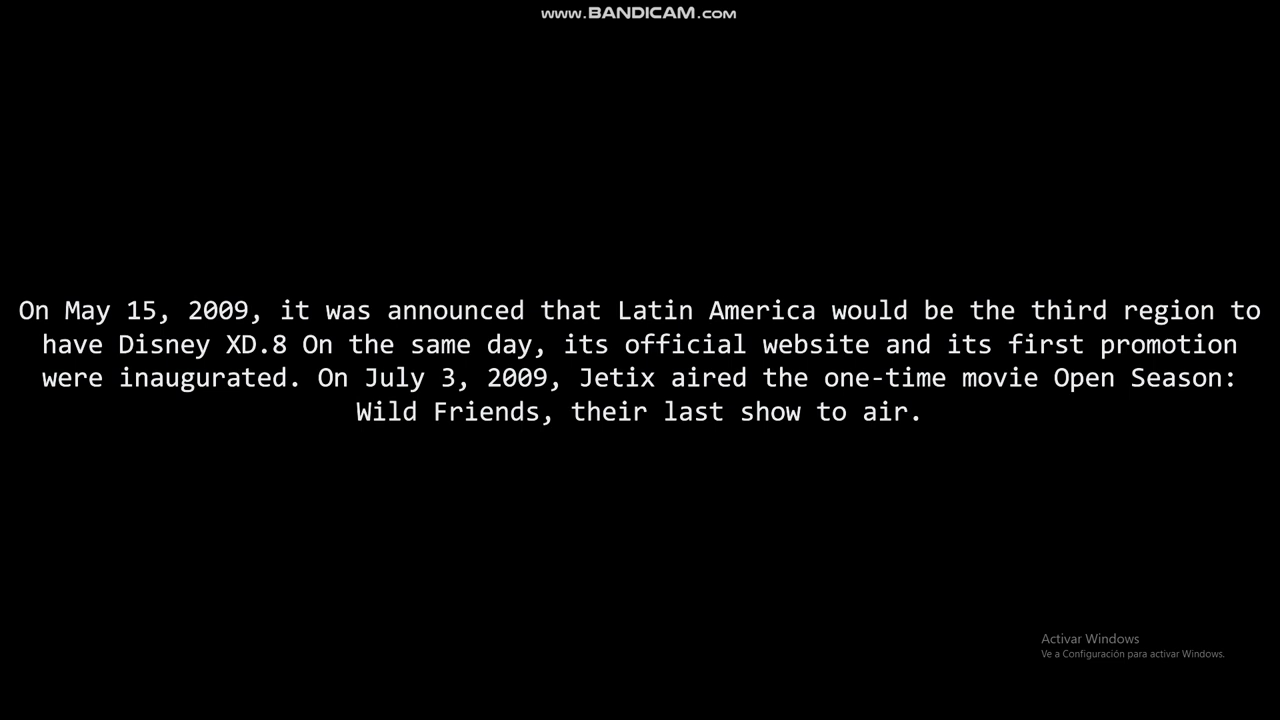 www.BANDICAM.com
On May 15, 2009, it was announced that Latin America would be the third region to
have Disney XD.8 On the same day, its official website and its first promotion
were inaugurated. On July 3, 2009, Jetix aired the one-time movie Open Season:
Wild Friends, their last show to air.
Activar Windows
Ve a Configuración para activar Windows.